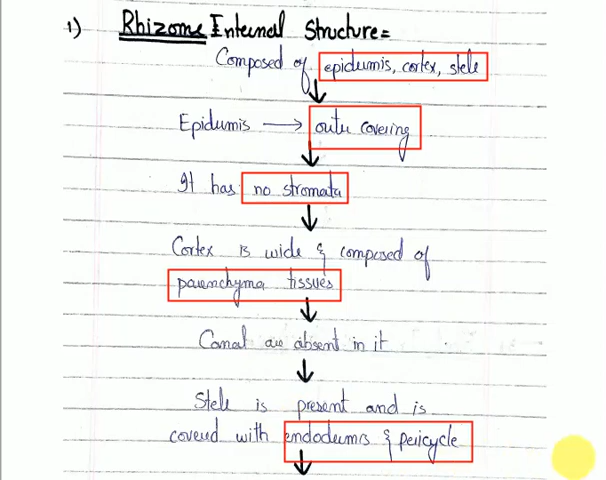 1) Rhizome Internal Structure =
Composed of epidermis, cortex, stele
Epidermis → outer covering
It has no stromata
Cortex is wide & composed of
parenchyma tissues
Canal are absent in it
Stele is present and is
covered with endodermis & pericycle